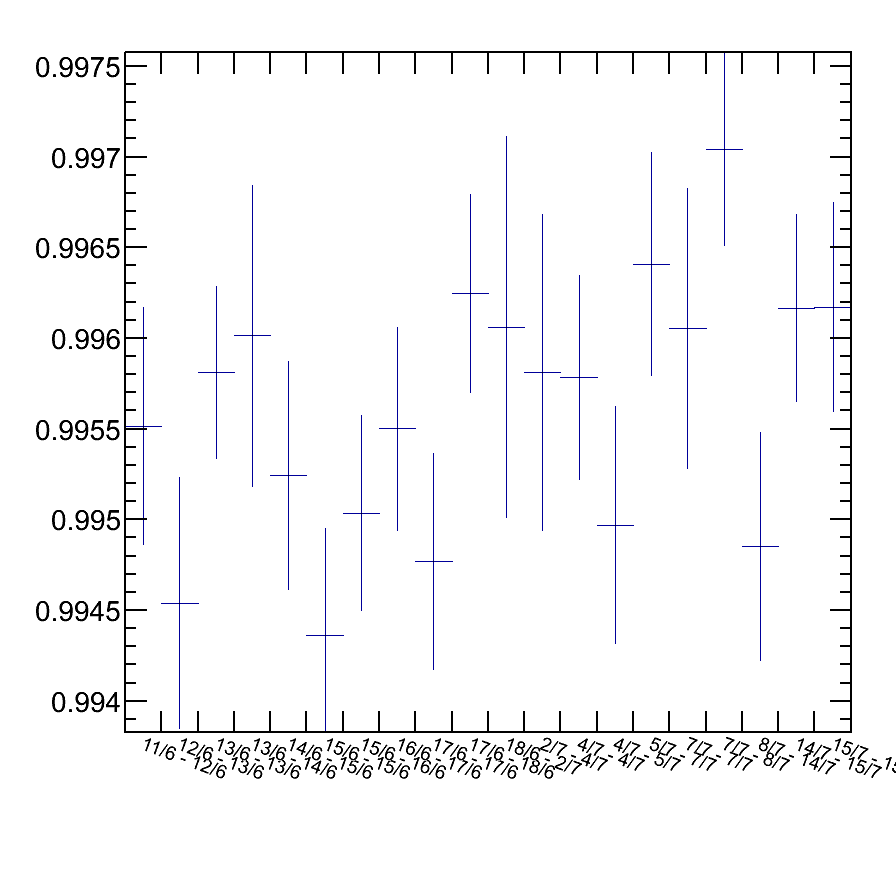 0.9975
0.997
0.9965
0.996
0.9955
0.995
0.9945
0.994
11/6 - 12/6
12/6 - 13/6
13/6 - 13/6
13/6 - 14/6
14/6 - 15/6
15/6 - 15/6
15/6 - 16/6
16/6 - 17/6
17/6 - 17/6
17/6 - 18/6
18/6 - 2/7
2/7 - 4/7
4/7 - 4/7
4/7 - 5/7
5/7 - 7/7
7/7 - 7/7
7/7 - 8/7
8/7 - 14/7
14/7 - 15/7
15/7 -